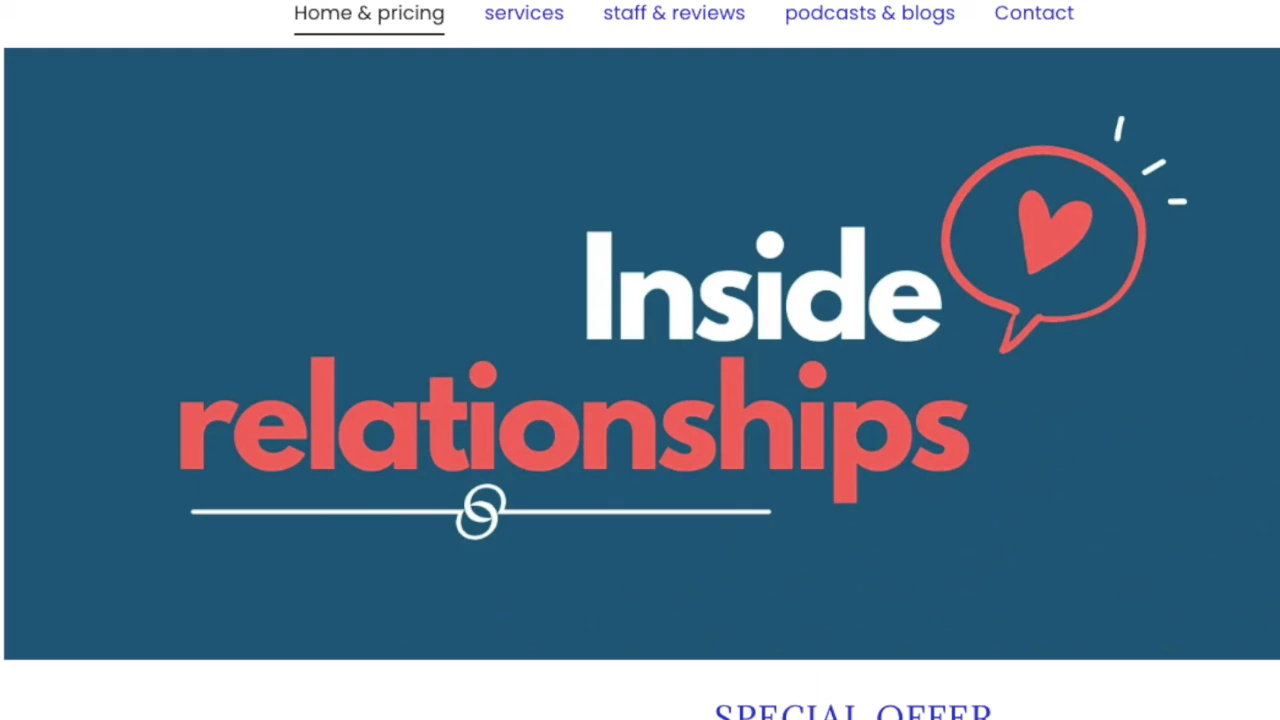 Home & pricing services staff & reviews podcasts & blogs Contact
Inside
relationships
SPECIAL OFFER